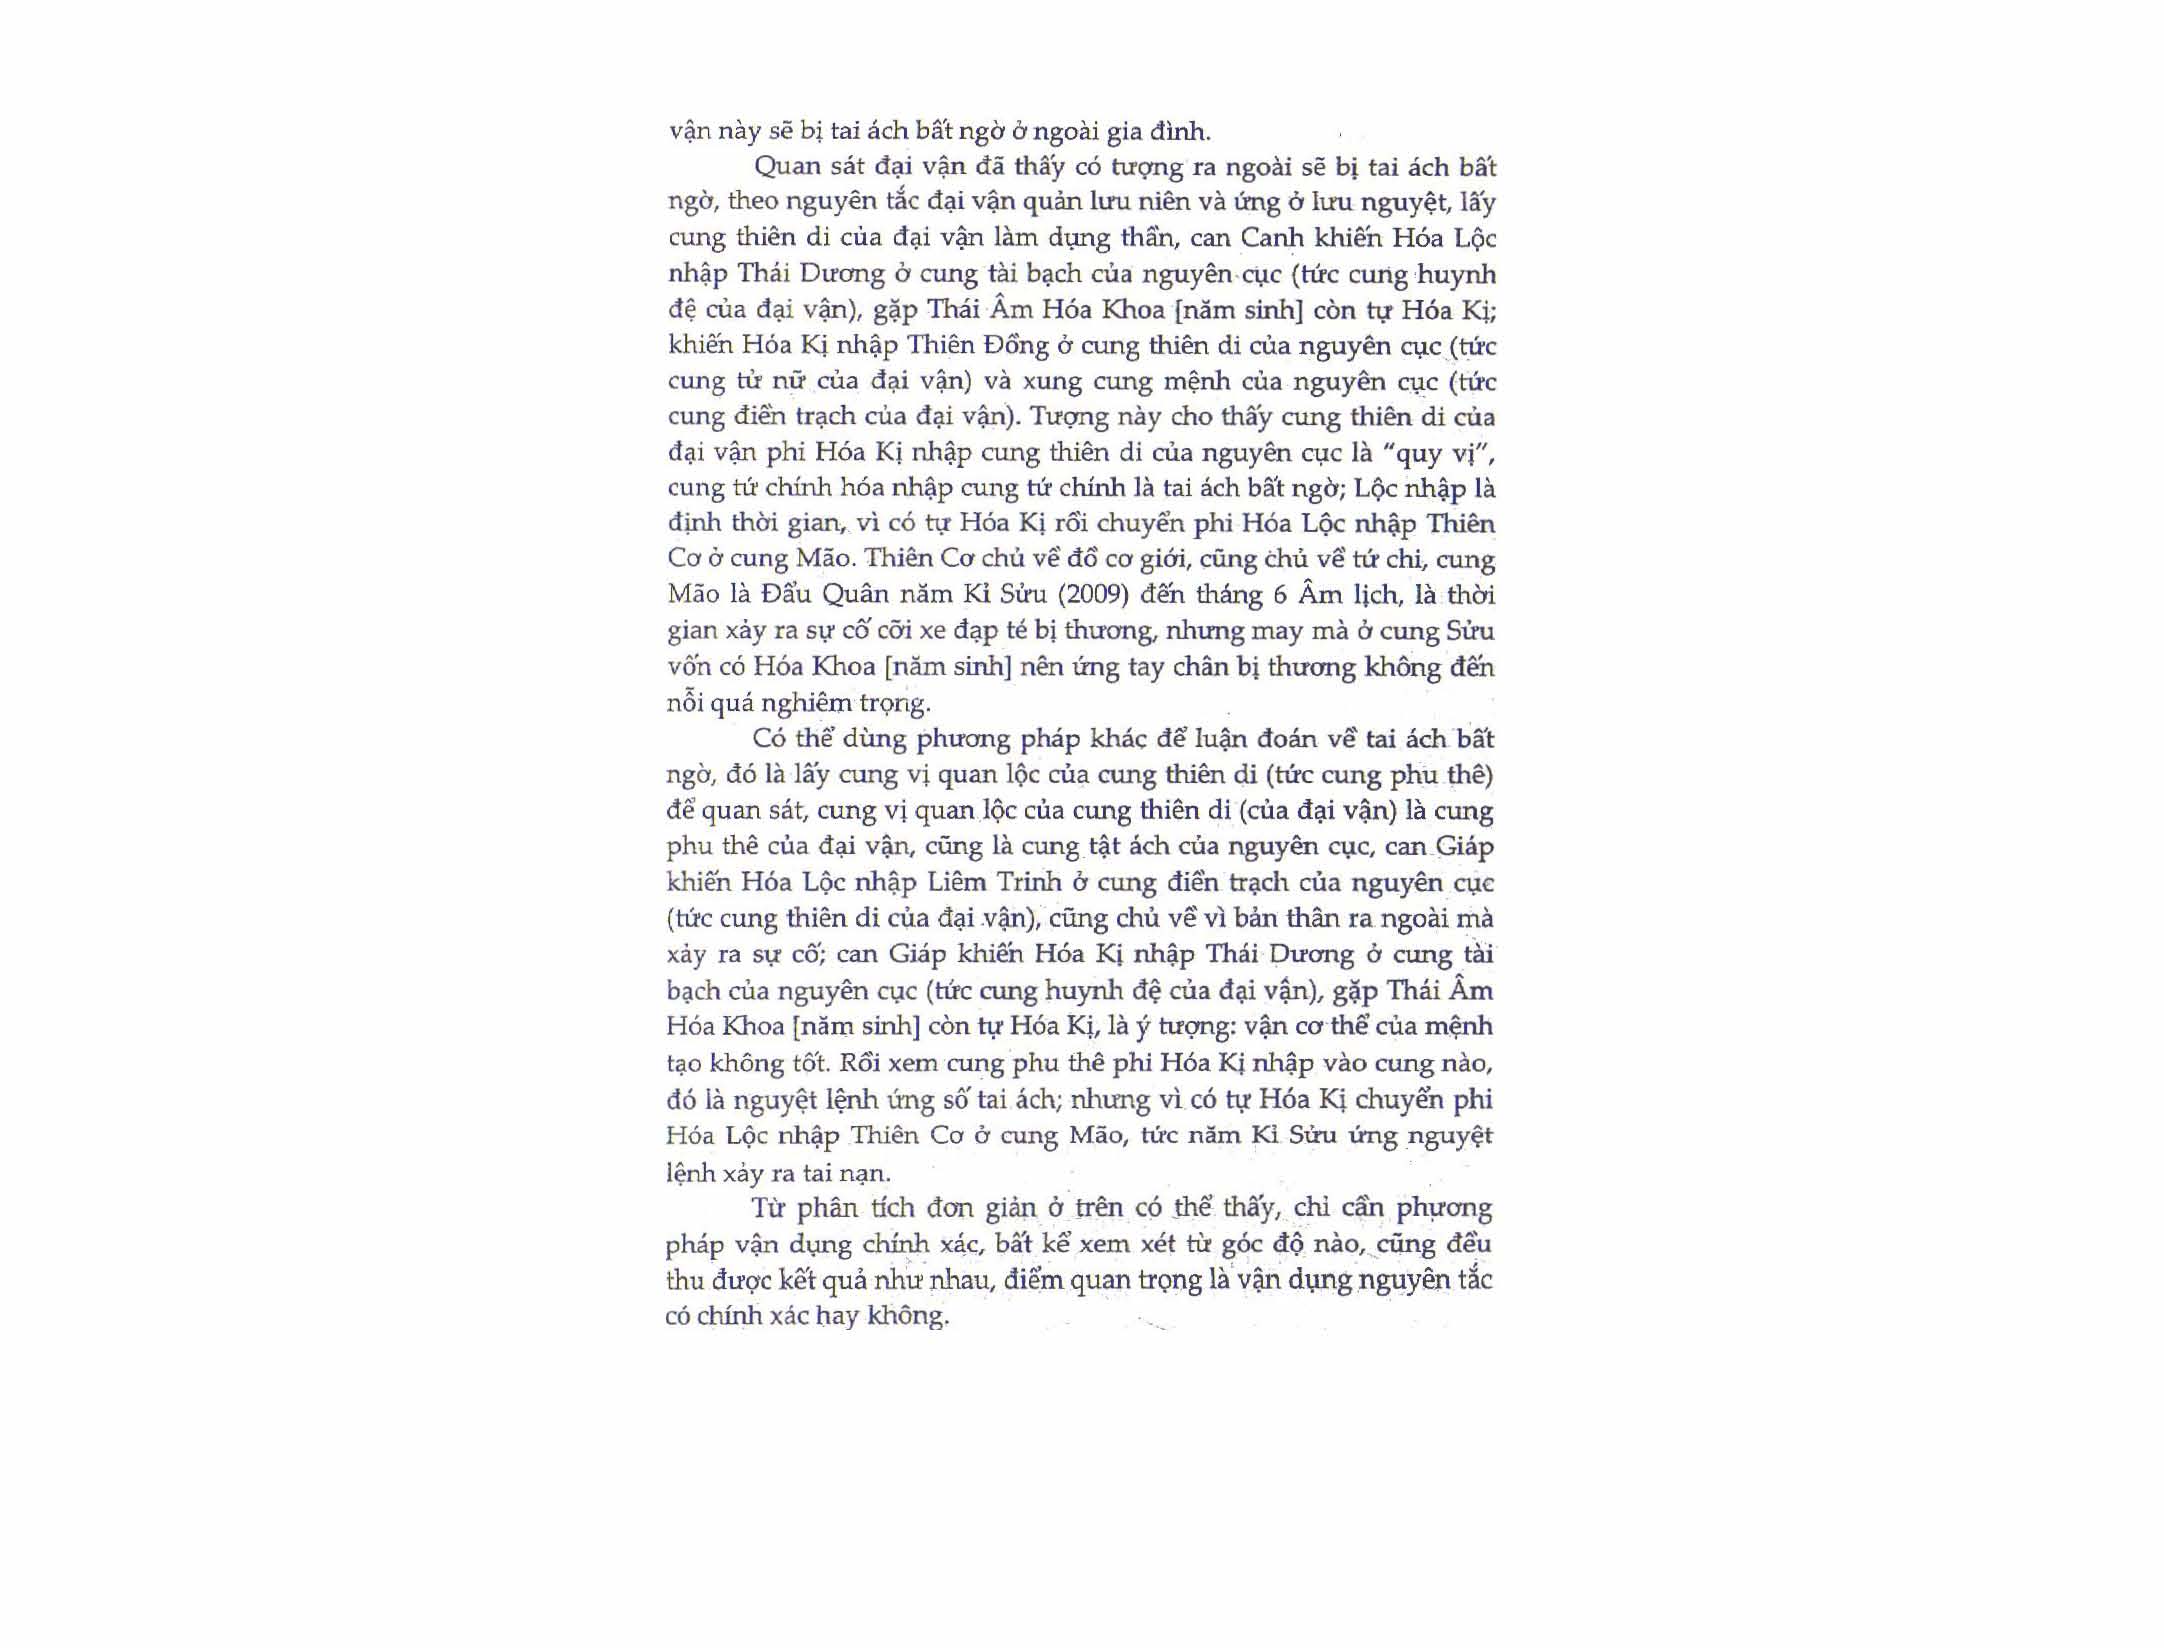 vận này sẽ bị tai ách bất ngờ ở ngoài gia đình.
Quan sát đại vận đã thấy có tượng ra ngoài sẽ bị tai ách bất
ngờ, theo nguyên tắc đại vận quản lưu niên và ứng ở lưu nguyệt, lấy
cung thiên di của đại vận làm dụng thần, can Canh khiến Hóa Lộc
nhập Thái Dương ở cung tài bạch của nguyên cục (tức cung huynh
đệ của đại vận), gặp Thái Âm Hóa Khoa [năm sinh] còn tự Hóa Kị;
khiến Hóa Kị nhập Thiên Đồng ở cung thiên di của nguyên cục (tức
cung tử nữ của đại vận) và xung cung mệnh của nguyên cục (tức
cung điền trạch của đại vận). Tượng này cho thấy cung thiên di của
đại vận phi Hóa Kị nhập cung thiên di của nguyên cục là "quy vị",
cung tứ chính hóa nhập cung tứ chính là tai ách bất ngờ; Lộc nhập là
định thời gian, vì có tự Hóa Kị rồi chuyển phi Hóa Lộc nhập Thiên
Cơ ở cung Mão. Thiên Cơ chủ về đồ cơ giới, cũng chủ về tứ chi, cung
Mão là Đẩu Quân năm Kỉ Sửu (2009) đến tháng 6 Âm lịch, là thời
gian xảy ra sự cố cỡi xe đạp té bị thương, nhưng may mà ở cung Sửu
vốn có Hóa Khoa [năm sinh] nên ứng tay chân bị thương không đến
nỗi quá nghiêm trọng.
Có thể dùng phương pháp khác để luận đoán về tai ách bất
ngờ, đó là lấy cung vị quan lộc của cung thiên di (tức cung phu thê)
để quan sát, cung vị quan lộc của cung thiên di (của đại vận) là cung
phu thê của đại vận, cũng là cung tật ách của nguyên cục, can Giáp
khiến Hóa Lộc nhập Liêm Trinh ở cung điền trạch của nguyên cục
(tức cung thiên di của đại vận), cũng chủ về vì bản thân ra ngoài mà
xảy ra sự cố; can Giáp khiến Hóa Kị nhập Thái Dương ở cung tài
bạch của nguyên cục (tức cung huynh đệ của đại vận), gặp Thái Âm
Hóa Khoa [năm sinh] còn tự Hóa Kị, là ý tượng: vận cơ thể của mệnh
tạo không tốt. Rồi xem cung phu thê phi Hóa Kị nhập vào cung nào,
đó là nguyệt lệnh ứng số tai ách; nhưng vì có tự Hóa Kị chuyển phi
Hóa Lộc nhập Thiên Cơ ở cung Mão, tức năm Kỉ Sửu ứng nguyệt
lệnh xảy ra tai nạn.
Từ phân tích đơn giản ở trên có thể thấy, chỉ cần phương
pháp vận dụng chính xác, bất kể xem xét từ góc độ nào, cũng đều
thu được kết quả như nhau, điểm quan trọng là vận dụng nguyên tắc
có chính xác hay không.